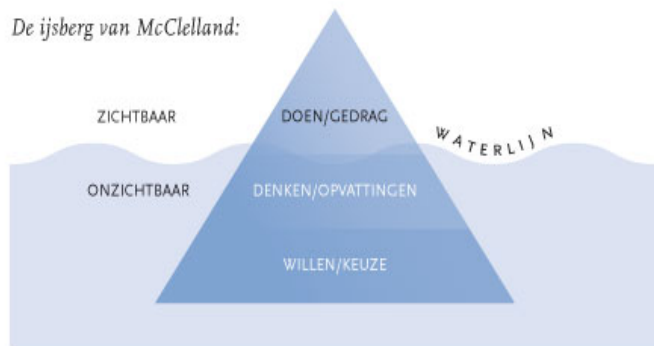 De ijsberg van McClelland:
ZICHTBAAR
DOEN/GEDRAG
WATERLIJN
ONZICHTBAAR
DENKEN/OPVATTINGEN
WILLEN/KEUZE